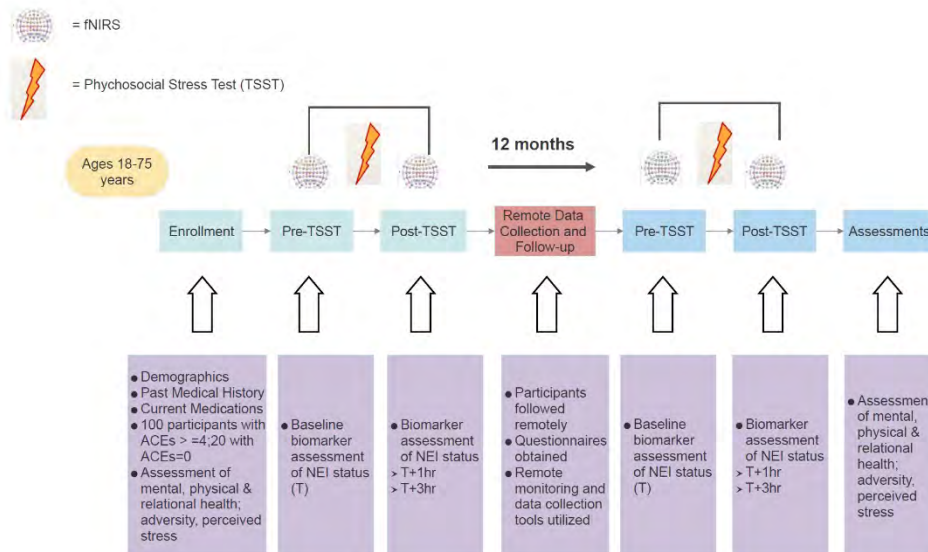 = fNIRS
= Phychosocial Stress Test (TSST)
Ages 18-75
years
12 months
Enrollment
Pre-TSST
Post-TSST
Remote Data
Collection and
Follow-up
Pre-TSST
Post-TSST
Assessments
● Demographics
● Past Medical History
● Current Medications
● 100 participants with
ACEs > =4;20 with
ACEs=0
● Assessment of
mental, physical &
relational health;
adversity, perceived
stress
● Baseline
biomarker
assessment
of NEI status
(T)
● Biomarker
assessment
of NEI status
➢ T+1hr
➢ T+3hr
● Participants
followed
remotely
● Questionnaires
obtained
● Remote
monitoring and
data collection
tools utilized
● Baseline
biomarker
assessment
of NEI status
(T)
● Biomarker
assessment
of NEI status
➢ T+1hr
➢ T+3hr
● Assessment
of mental,
physical &
relational
health;
adversity,
perceived
stress